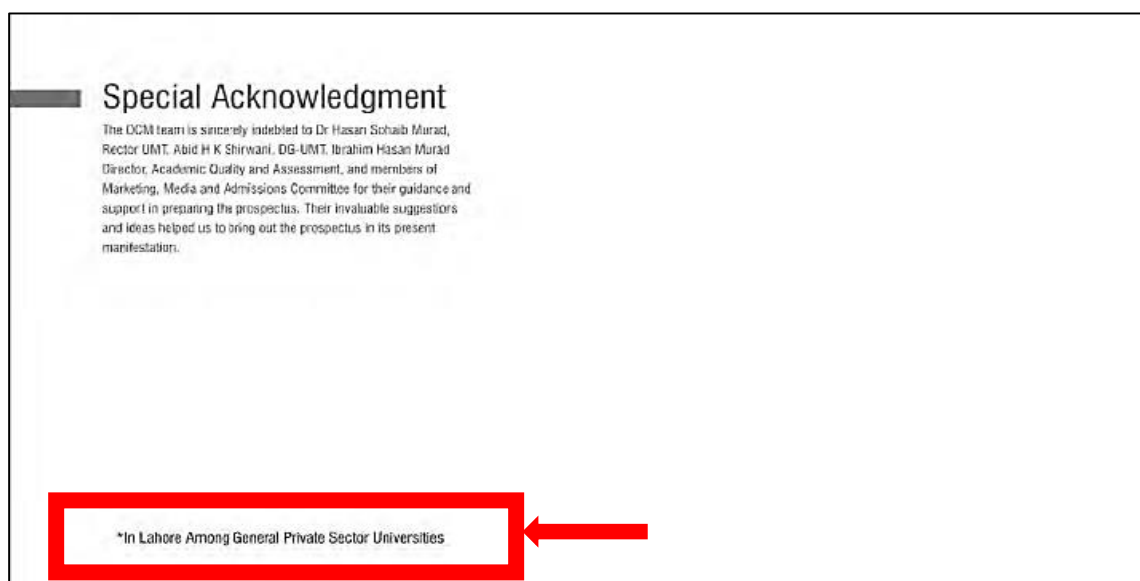 Special Acknowledgment
The DCM team is sincerely indebted to Dr Hasan Sohaib Murad,
Rector UMT, Abid H K Shirwani, DG-UMT, Ibrahim Hasan Murad
Director, Academic Quality and Assessment, and members of
Marketing, Media and Admissions Committee for their guidance and
support in preparing the prospectus. Their invaluable suggestions
and ideas helped us to bring out the prospectus in its present
manifestation.
*In Lahore Among General Private Sector Universities